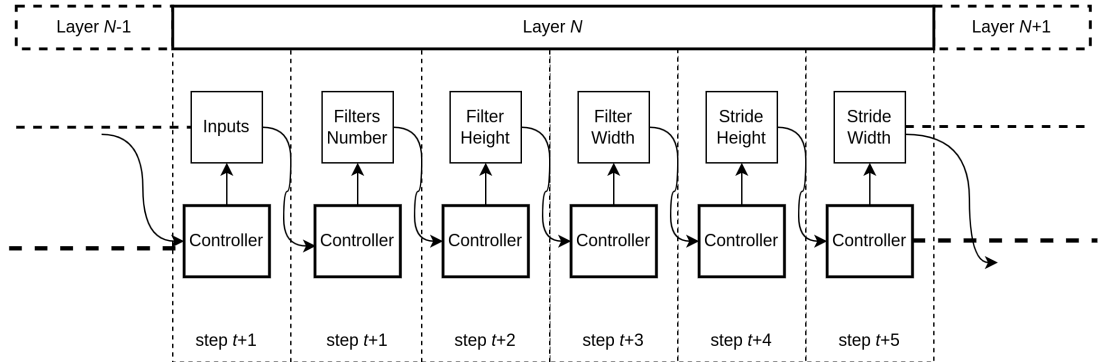 Layer N-1
Layer N
Layer N+1
Inputs
Filters
Number
Filter
Height
Filter
Width
Stride
Height
Stride
Width
Controller
Controller
Controller
Controller
Controller
Controller
step t+1
step t+1
step t+2
step t+3
step t+4
step t+5